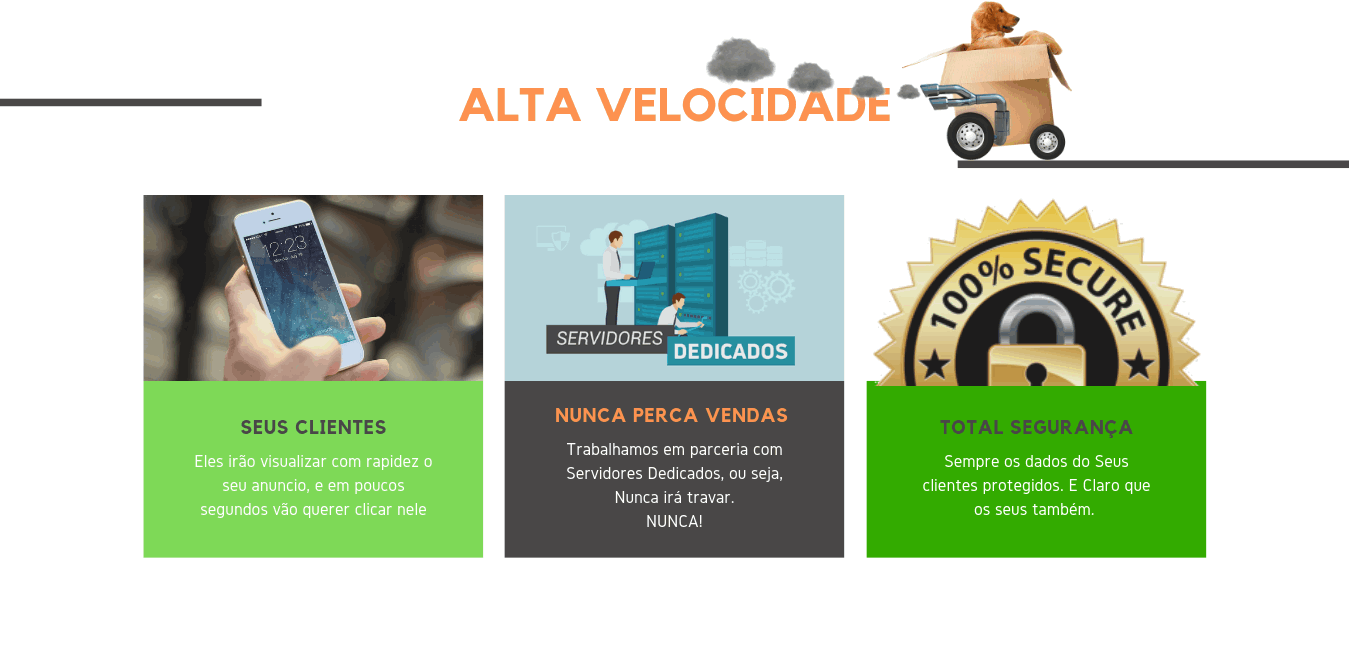 ALTA VELOCIDADE
12:23
100% SECURE
SERVIDORES
DEDICADOS
SEUS CLIENTES
Eles irão visualizar com rapidez o
seu anuncio, e em poucos
segundos vão querer clicar nele
NUNCA PERCA VENDAS
Trabalhamos em parceria com
Servidores Dedicados, ou seja,
Nunca irá travar.
NUNCA!
TOTAL SEGURANÇA
Sempre os dados do Seus
clientes protegidos. E Claro que
os seus também.